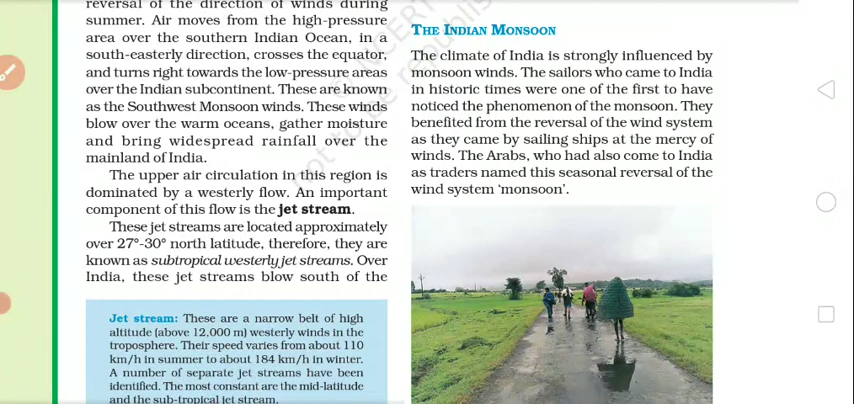 reversal of the direction of winds during
summer. Air moves from the high-pressure
area over the southern Indian Ocean, in a
south-easterly direction, crosses the equator,
and turns right towards the low-pressure areas
over the Indian subcontinent. These are known
as the Southwest Monsoon winds. These winds
blow over the warm oceans, gather moisture
and bring widespread rainfall over the
mainland of India.
The upper air circulation in this region is
dominated by a westerly flow. An important
component of this flow is the jet stream.
These jet streams are located approximately
over 27°-30° north latitude, therefore, they are
known as subtropical westerly jet streams. Over
India, these jet streams blow south of the
Jet stream: These are a narrow belt of high
altitude (above 12,000 m) westerly winds in the
troposphere. Their speed varies from about 110
km/h in summer to about 184 km/h in winter.
A number of separate jet streams have been
identified. The most constant are the mid-latitude
and the sub-tropical jet stream.
THE INDIAN MONSOON
The climate of India is strongly influenced by
monsoon winds. The sailors who came to India
in historic times were one of the first to have
noticed the phenomenon of the monsoon. They
benefited from the reversal of the wind system
as they came by sailing ships at the mercy of
winds. The Arabs, who had also come to India
as traders named this seasonal reversal of the
wind system ‘monsoon’.
not to be republis